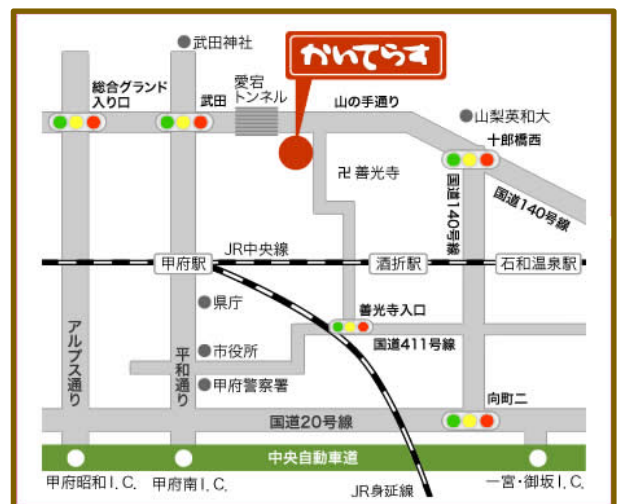 武田神社
かいてらす
総合グランド
入り口
武田
愛宕
トンネル
山の手通り
山梨英和大
十郎橋西
卍善光寺
国道140号線
国道140号線
JR中央線
甲府駅
酒折駅
石和温泉駅
県庁
善光寺入口
国道411号線
アルプス通り
平和通り
市役所
甲府警察署
向町二
国道20号線
中央自動車道
甲府昭和I.C.
甲府南I.C.
JR身延線
一宮・御坂I.C.